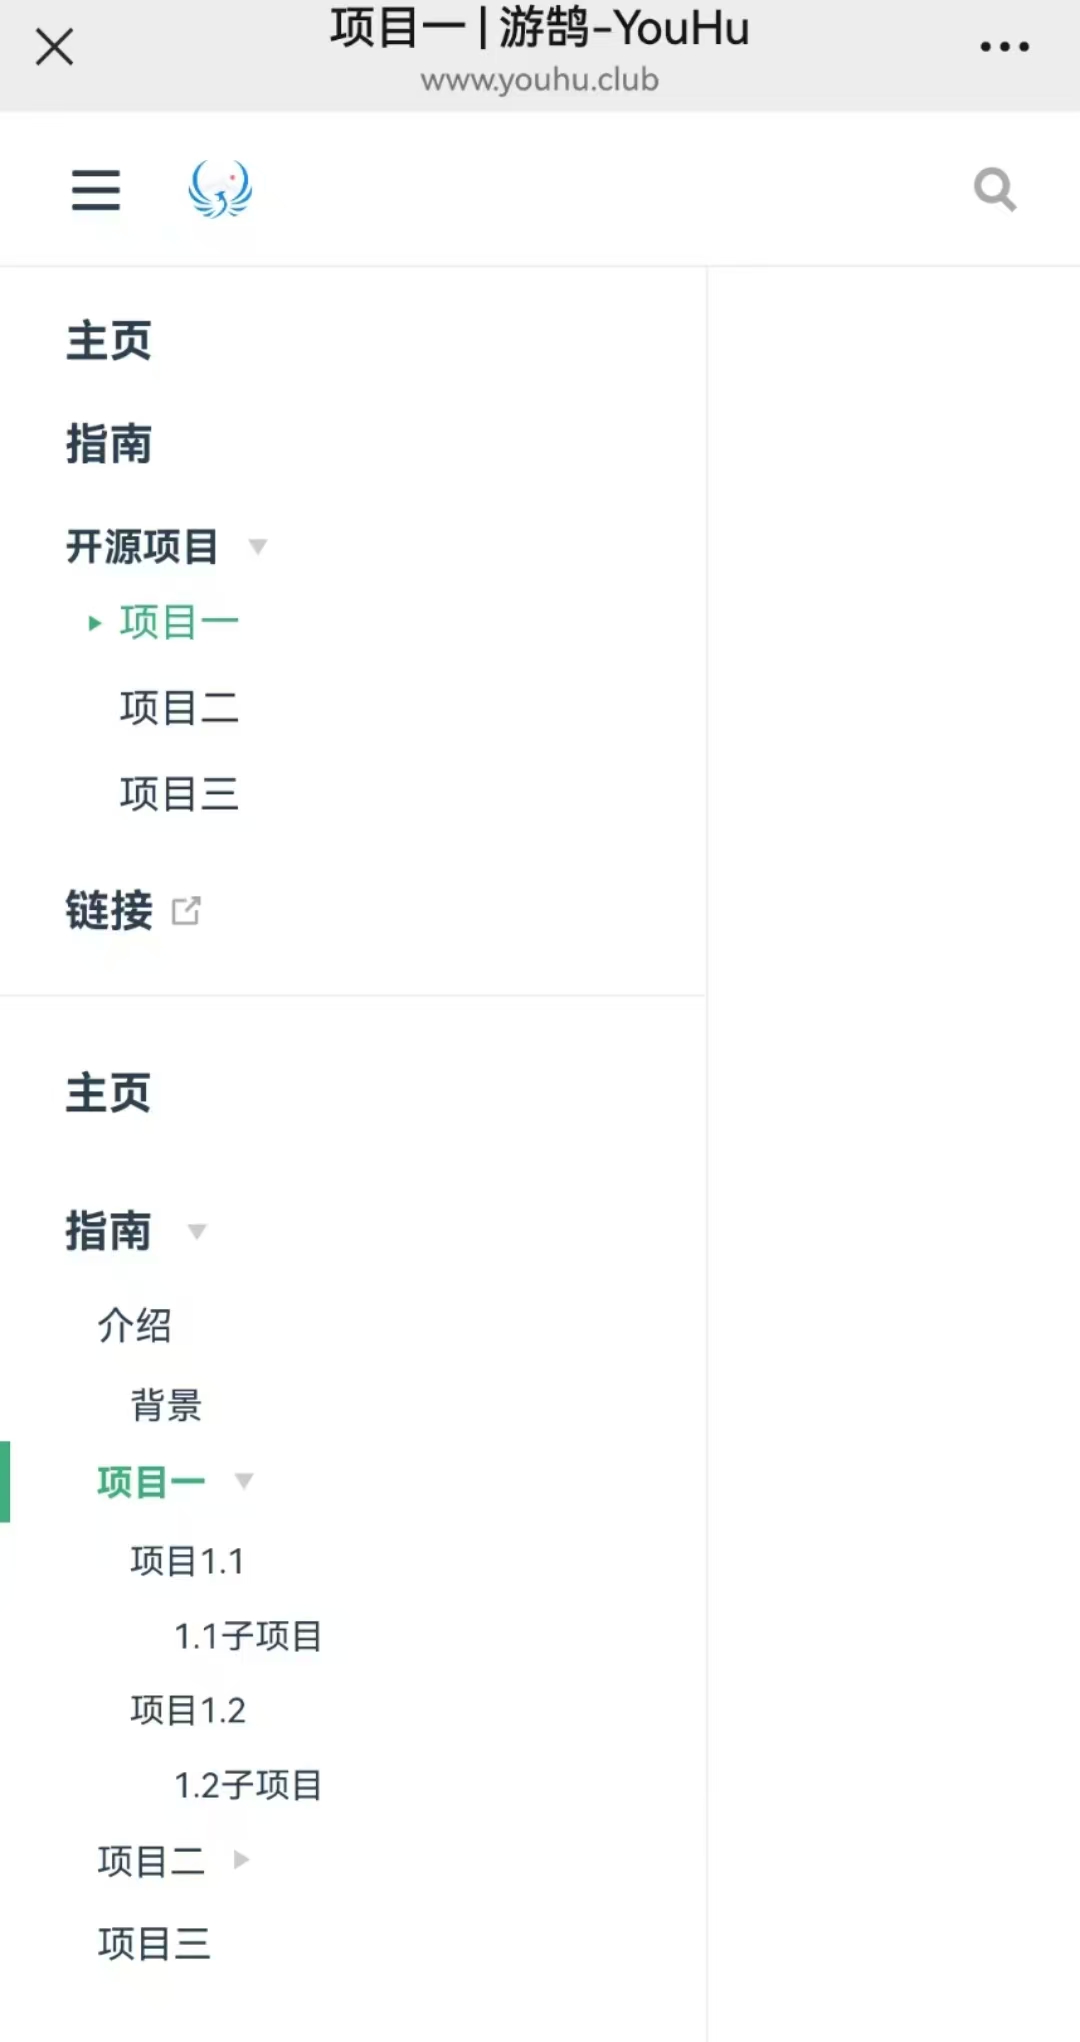 项目一 | 游鹄-YouHu
www.youhu.club
主页
指南
开源项目
项目一
项目二
项目三
链接
主页
指南
介绍
背景
项目一
项目1.1
1.1子项目
项目1.2
1.2子项目
项目二
项目三